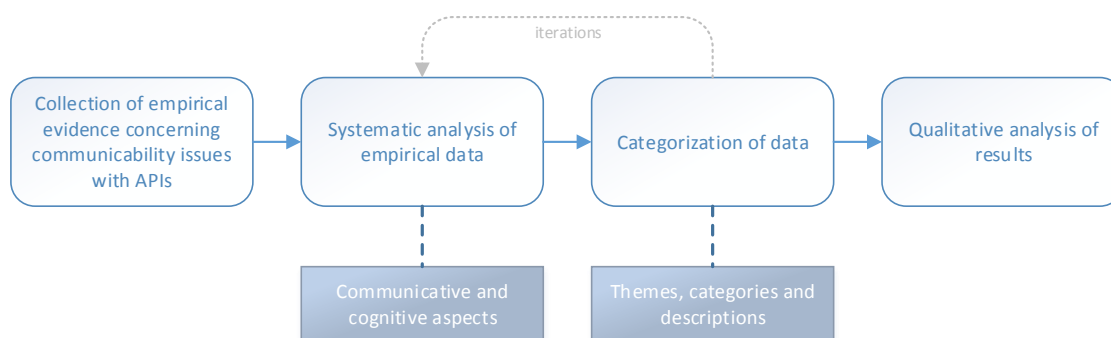 iterations
Collection of empirical
evidence concerning
communicability issues
with APIs
Systematic analysis of
empirical data
Categorization of data
Qualitative analysis of
results
Communicative and
cognitive aspects
Themes, categories and
descriptions